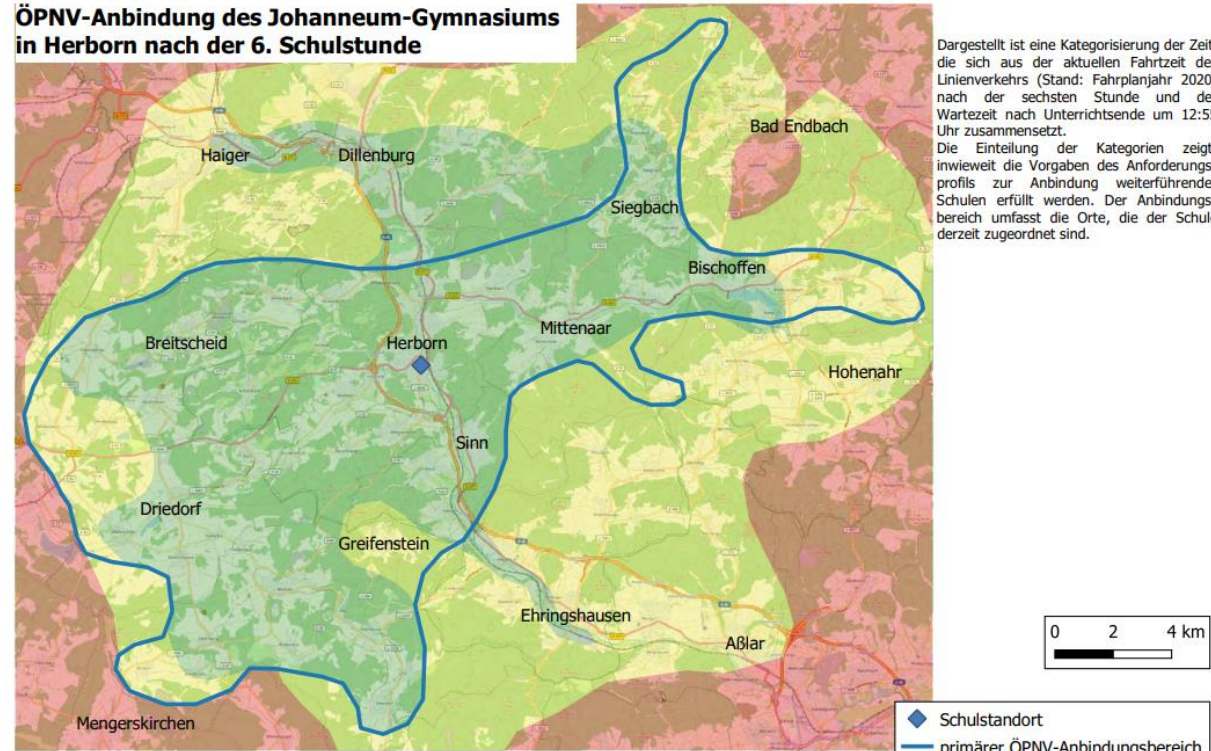 ÖPNV-Anbindung des Johanneum-Gymnasiums
in Herborn nach der 6. Schulstunde
Dargestellt ist eine Kategorisierung der Zeit
die sich aus der aktuellen Fahrtzeit de
Linienverkehrs (Stand: Fahrplanjahr 2020
nach der sechsten Stunde und de
Wartezeit nach Unterrichtsende um 12:5
Uhr zusammensetzt.
Die Einteilung der Kategorien zeigt
inwieweit die Vorgaben des Anforderungs
profils zur Anbindung weiterführende
Schulen erfüllt werden. Der Anbindungs
bereich umfasst die Orte, die der Schul
derzeit zugeordnet sind.
Bad Endbach
Haiger Dillenburg
Siegbach
Bischoffen
Mittenaar
Breitscheid Herborn
Hohenahr
Sinn
Driedorf
Greifenstein
Ehringshausen
Aßlar
Mengerskirchen
0 2 4 km
Schulstandort
primärer ÖPNV-Anbindungsbereich